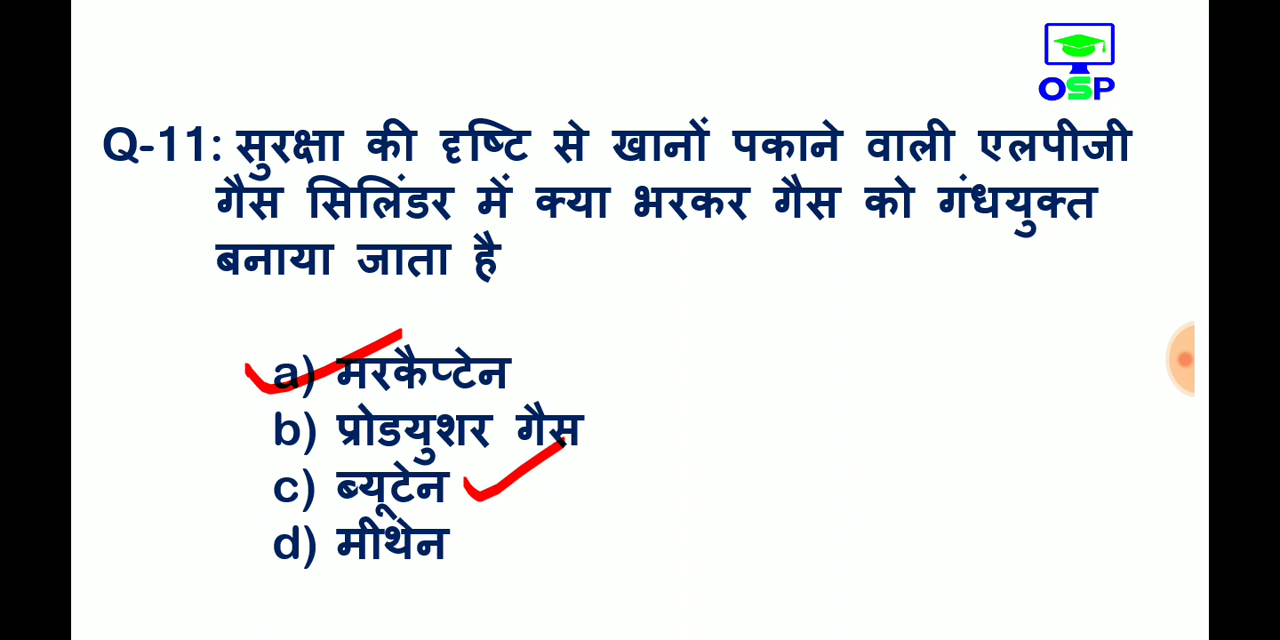 OSP
Q-11: सुरक्षा की दृष्टि से खानों पकाने वाली एलपीजी
गैस सिलिंडर में क्या भरकर गैस को गंधयुक्त
बनाया जाता है
a) मरकैप्टेन
b) प्रोडयुशर गैस
c) ब्यूटेन
d) मीथेन